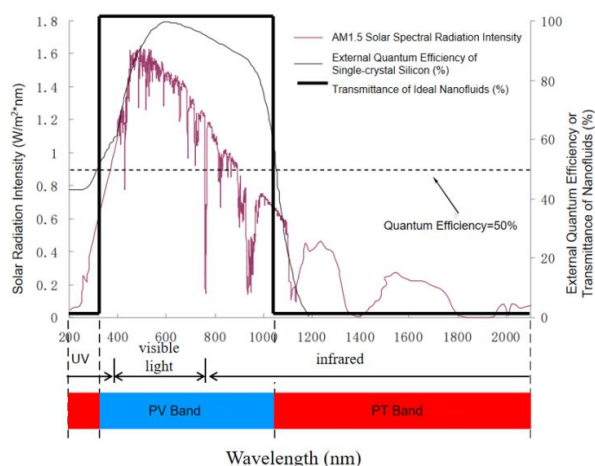 1.8
1.6
1.4
1.2
1
0.8
0.6
0.4
0.2
0
Solar Radiation Intensity (W/m²*nm)
AM1.5 Solar Spectral Radiation Intensity
External Quantum Efficiency of
Single-crystal Silicon (%)
Transmittance of Ideal Nanofluids (%)
Quantum Efficiency=50%
100
80
60
40
20
0
External Quantum Efficiency or
Transmittance of Nanofluids (%)
200 400 600 800 1000 1200 1400 1600 1800 2000
UV
visible
light
infrared
PV Band
PT Band
Wavelength (nm)